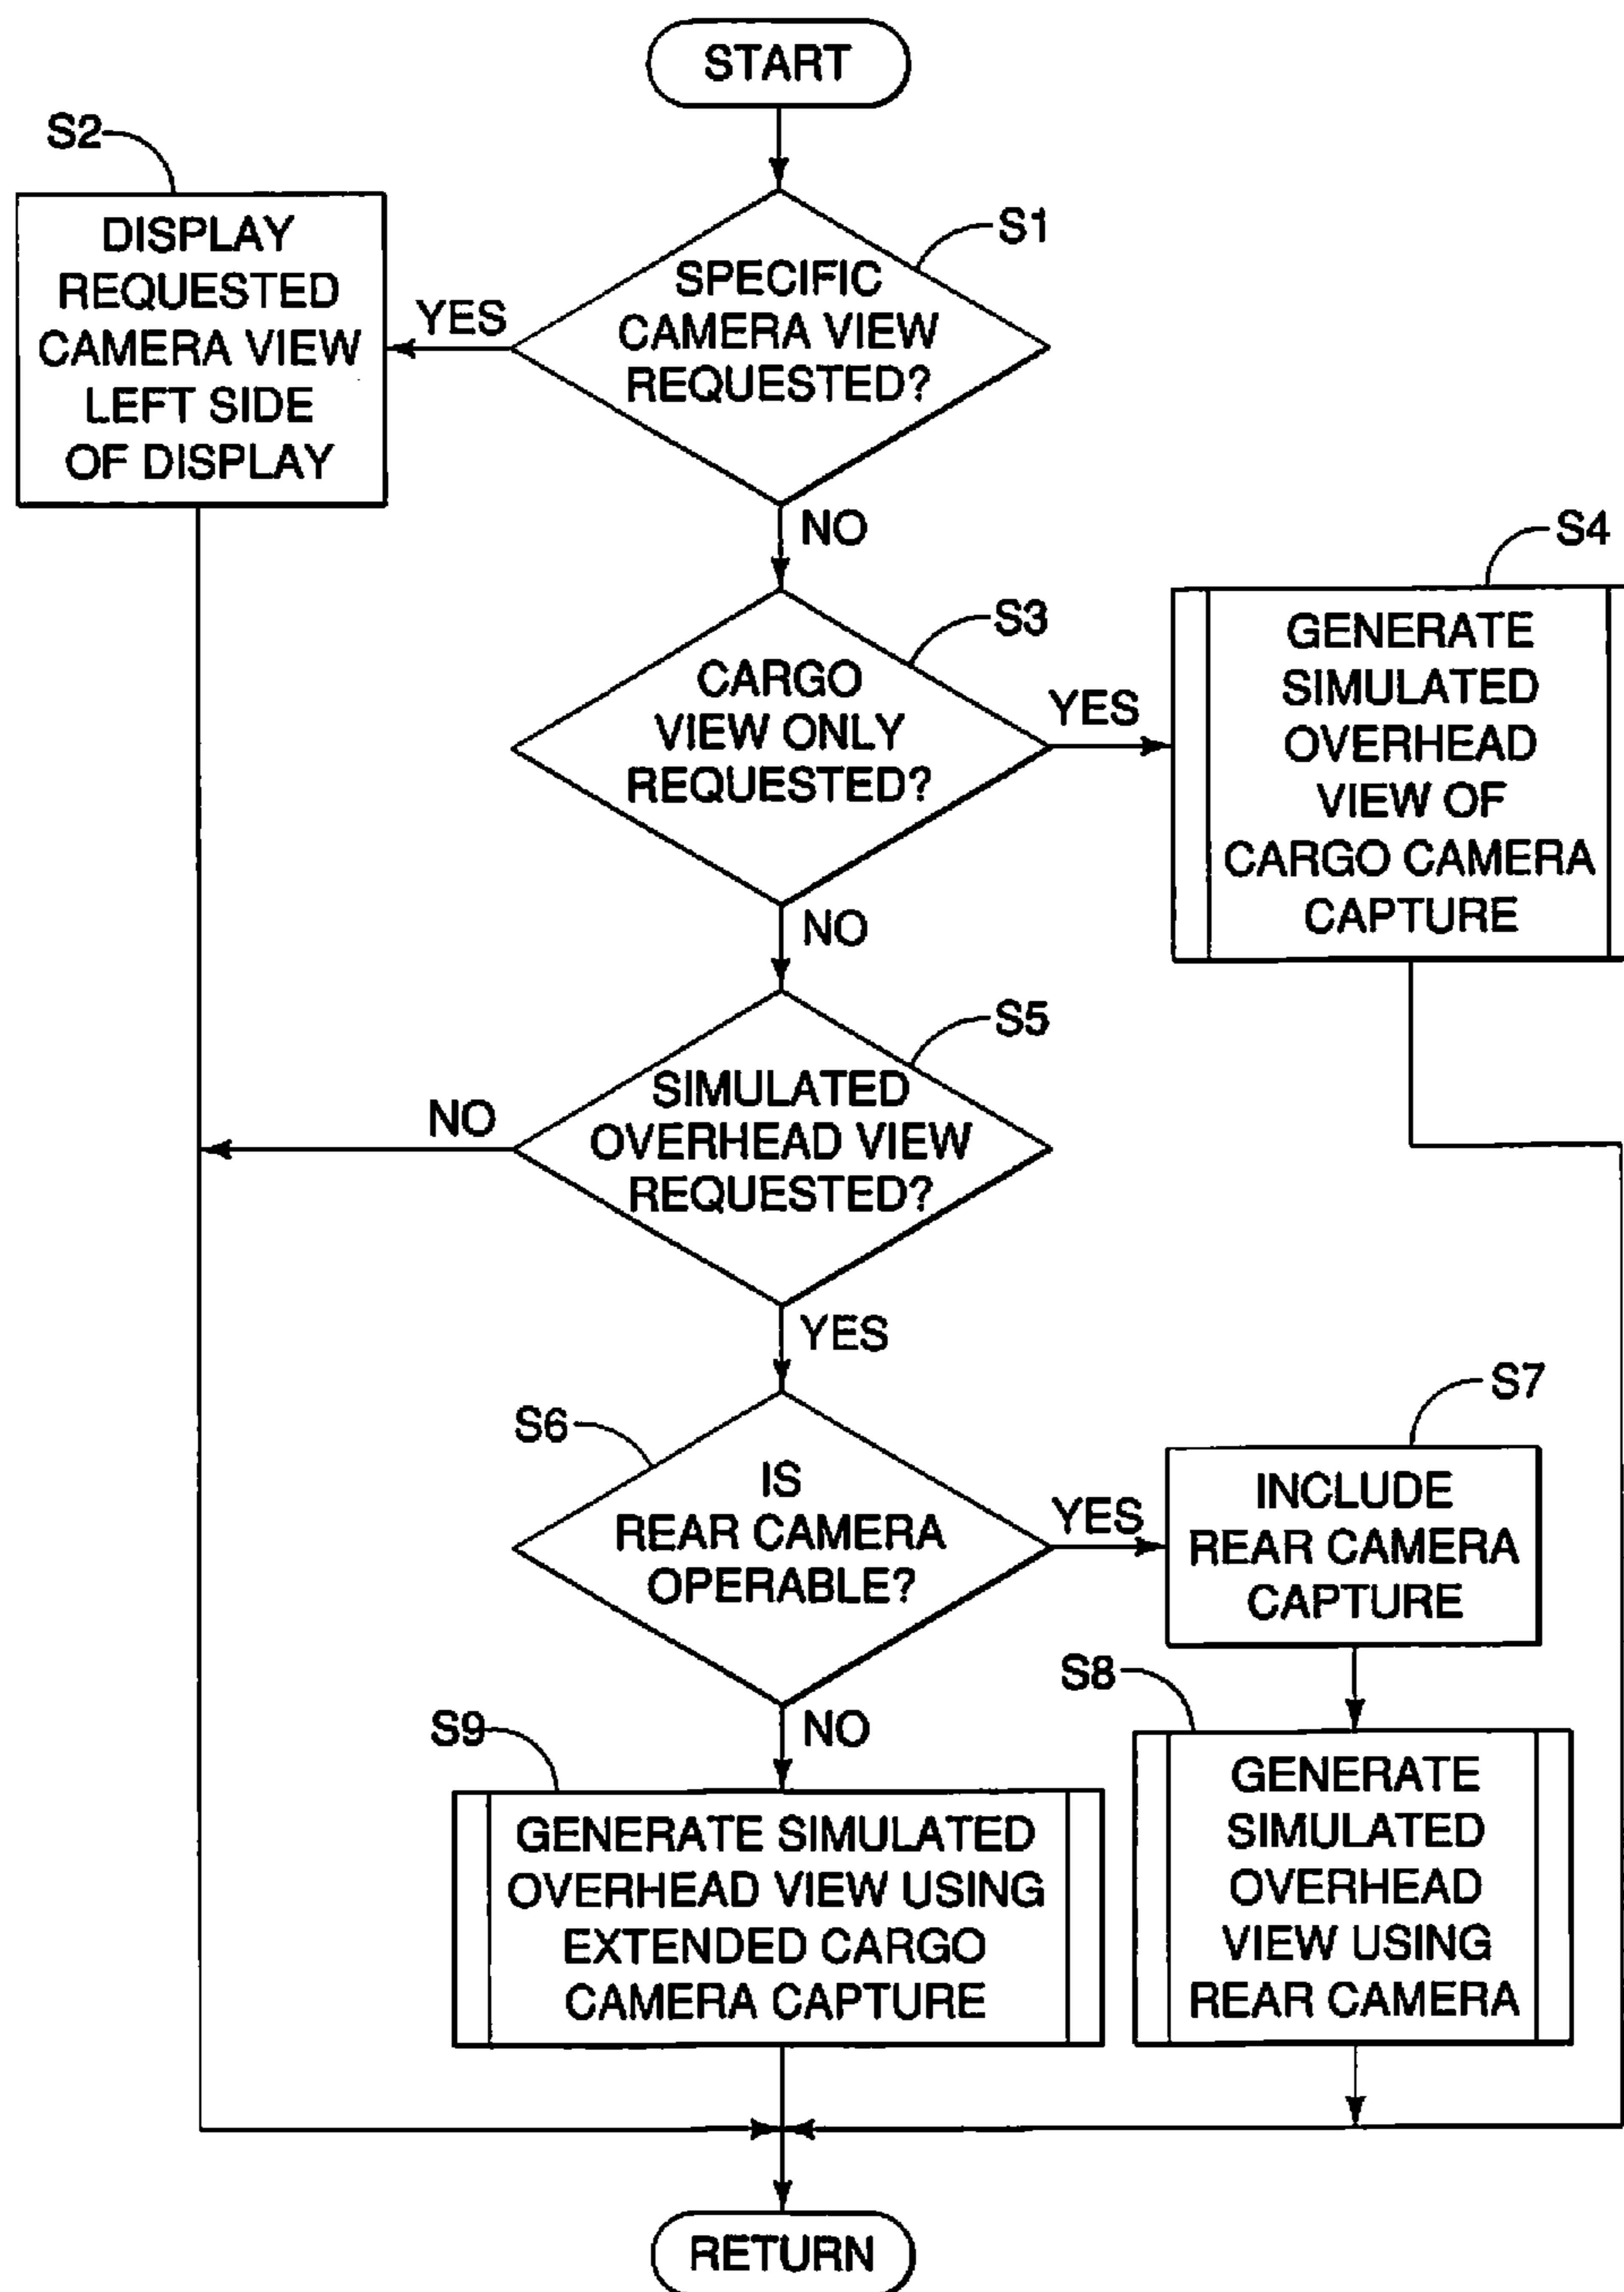 START
S2
DISPLAY
REQUESTED
CAMERA VIEW
LEFT SIDE
OF DISPLAY
YES
S1
SPECIFIC
CAMERA VIEW
REQUESTED?
NO
S3
CARGO
VIEW ONLY
REQUESTED?
YES
S4
GENERATE
SIMULATED
OVERHEAD
VIEW OF
CARGO CAMERA
CAPTURE
NO
S5
SIMULATED
OVERHEAD VIEW
REQUESTED?
NO
YES
S6
IS
REAR CAMERA
OPERABLE?
YES
S7
INCLUDE
REAR CAMERA
CAPTURE
S8
GENERATE
SIMULATED
OVERHEAD
VIEW USING
REAR CAMERA
NO
S9
GENERATE SIMULATED
OVERHEAD VIEW USING
EXTENDED CARGO
CAMERA CAPTURE
RETURN